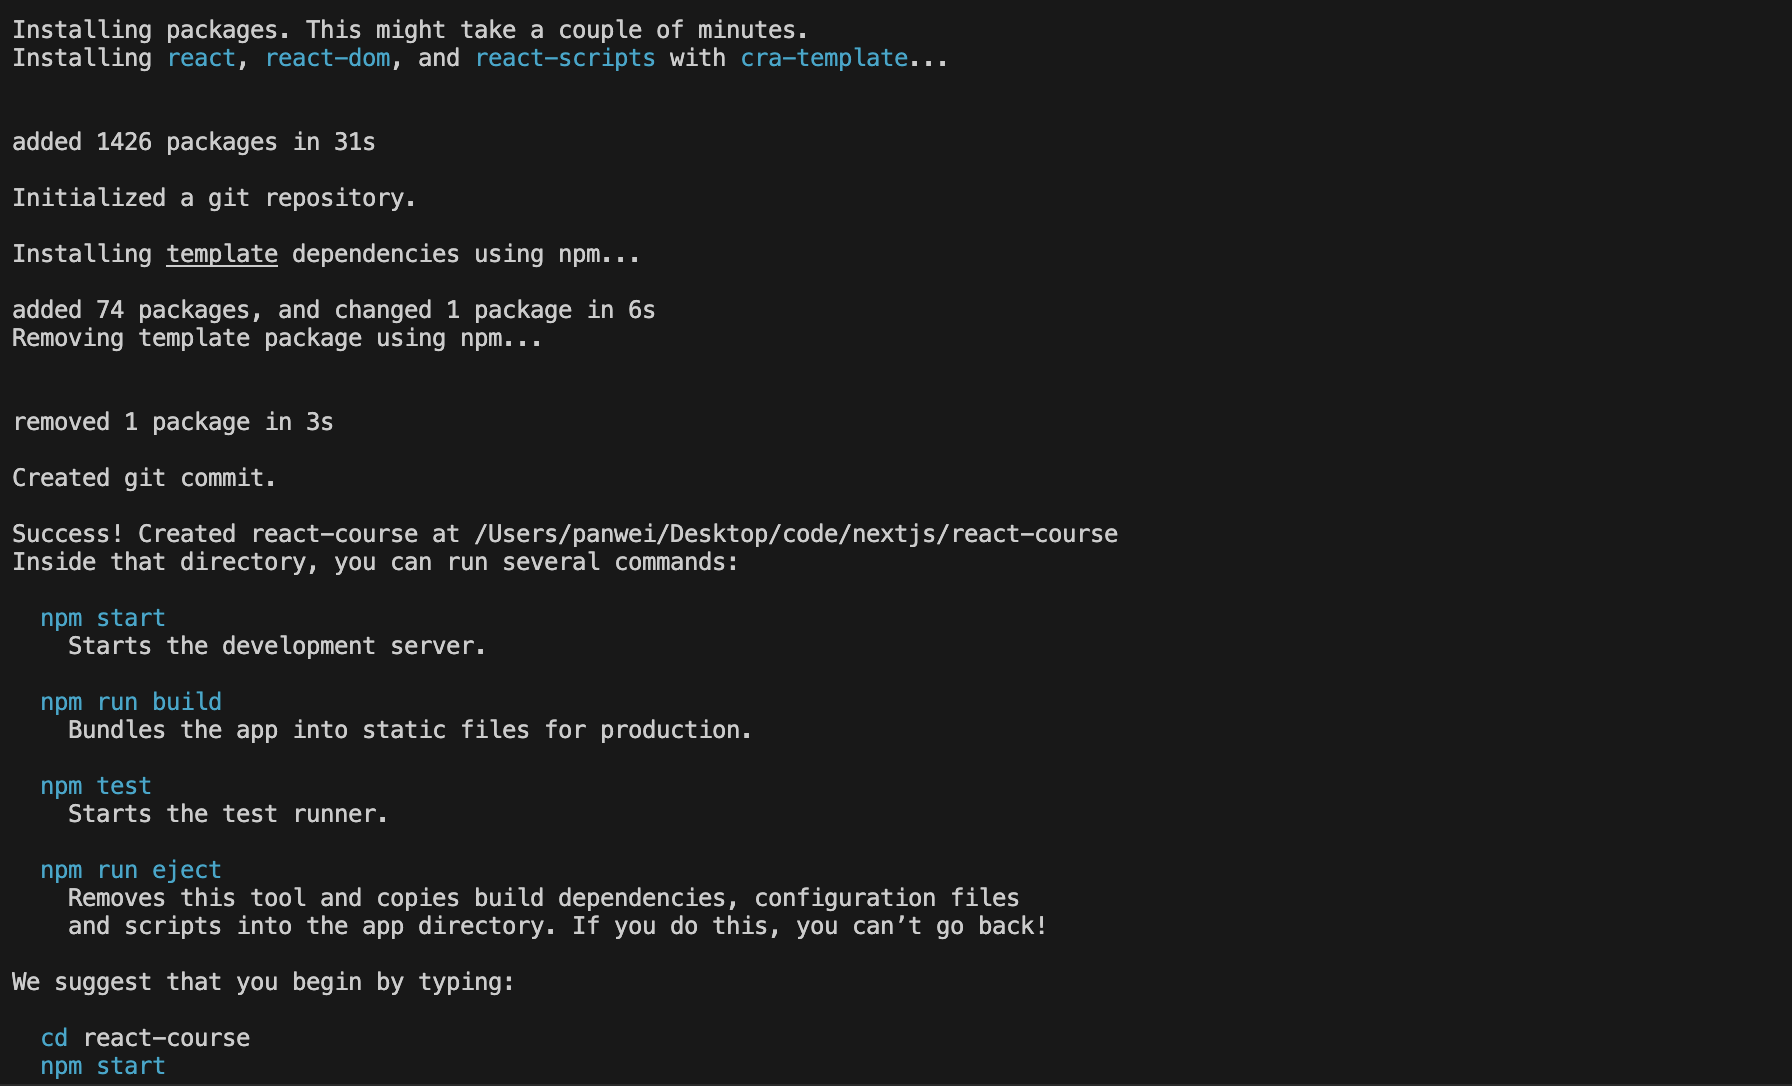 Installing packages. This might take a couple of minutes.
Installing react, react-dom, and react-scripts with cra-template...
added 1426 packages in 31s
Initialized a git repository.
Installing template dependencies using npm...
added 74 packages, and changed 1 package in 6s
Removing template package using npm...
removed 1 package in 3s
Created git commit.
Success! Created react-course at /Users/panwei/Desktop/code/nextjs/react-course
Inside that directory, you can run several commands:
npm start
Starts the development server.
npm run build
Bundles the app into static files for production.
npm test
Starts the test runner.
npm run eject
Removes this tool and copies build dependencies, configuration files
and scripts into the app directory. If you do this, you can’t go back!
We suggest that you begin by typing:
cd react-course
npm start